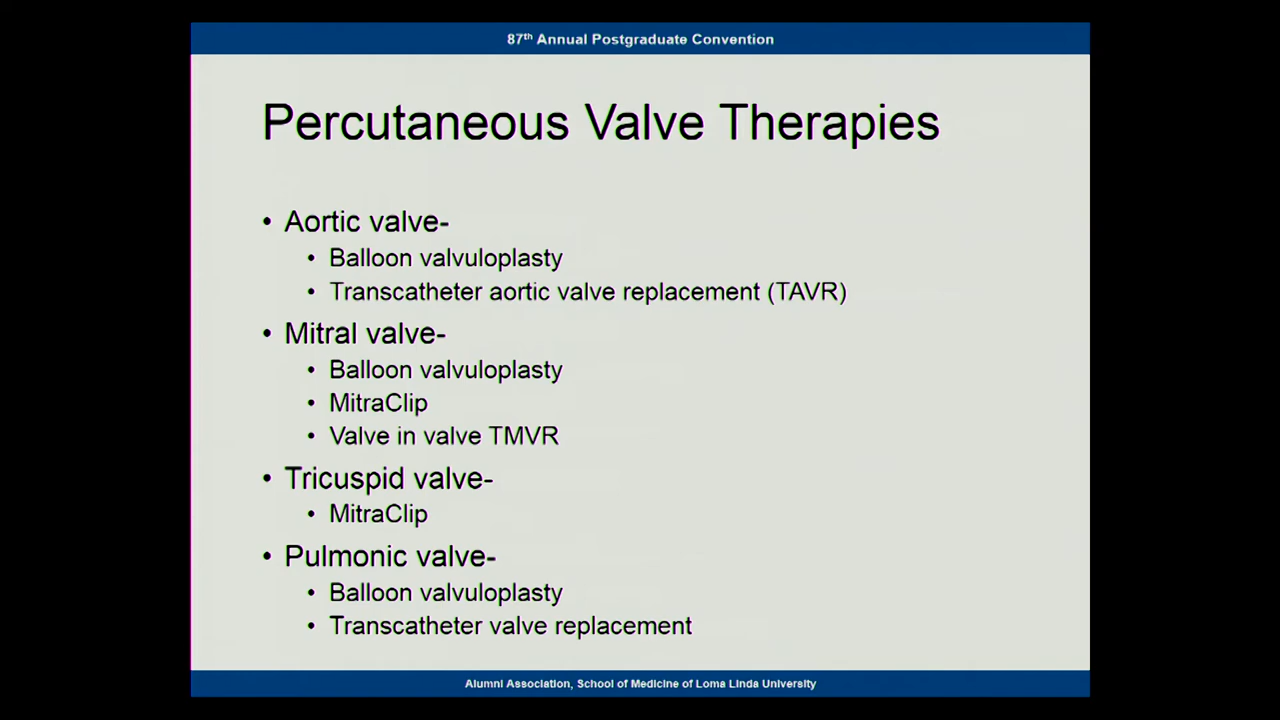 87th Annual Postgraduate Convention
Percutaneous Valve Therapies
• Aortic valve-
• Balloon valvuloplasty
• Transcatheter aortic valve replacement (TAVR)
• Mitral valve-
• Balloon valvuloplasty
• MitraClip
• Valve in valve TMVR
• Tricuspid valve-
• MitraClip
• Pulmonic valve-
• Balloon valvuloplasty
• Transcatheter valve replacement
Alumni Association, School of Medicine of Loma Linda University